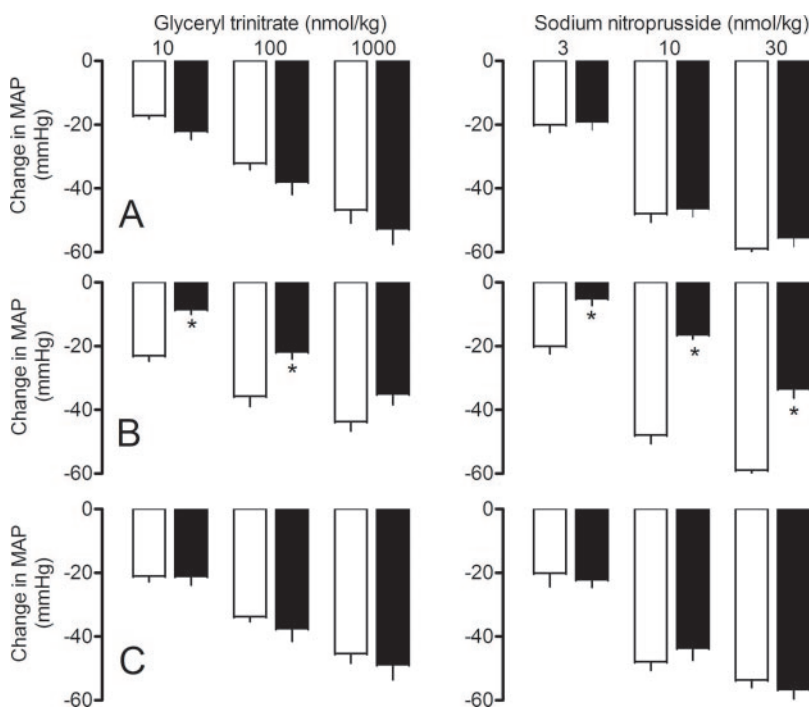 Glyceryl trinitrate (nmol/kg)
10 100 1000
Sodium nitroprusside (nmol/kg)
3 10 30
Change in MAP
(mmHg)
0
-20
-40
-60
A
0
-20
-40
-60
Change in MAP
(mmHg)
0
-20
-40
-60
B
* *
0
-20
-40
-60
* * *
Change in MAP
(mmHg)
0
-20
-40
-60
C
0
-20
-40
-60